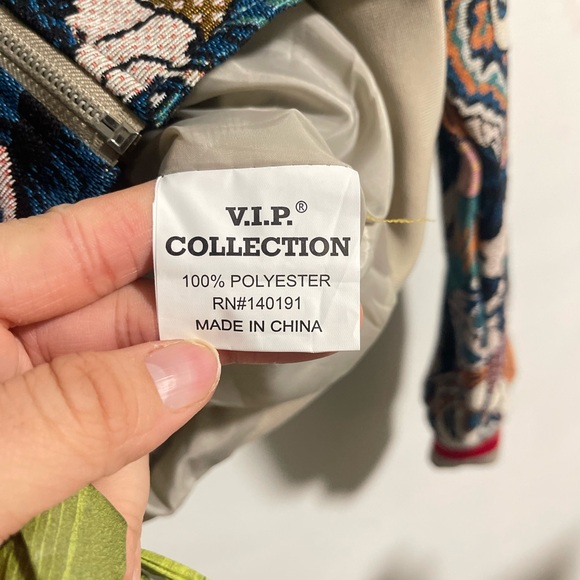 V.I.P.®
COLLECTION
100% POLYESTER
RN#140191
MADE IN CHINA